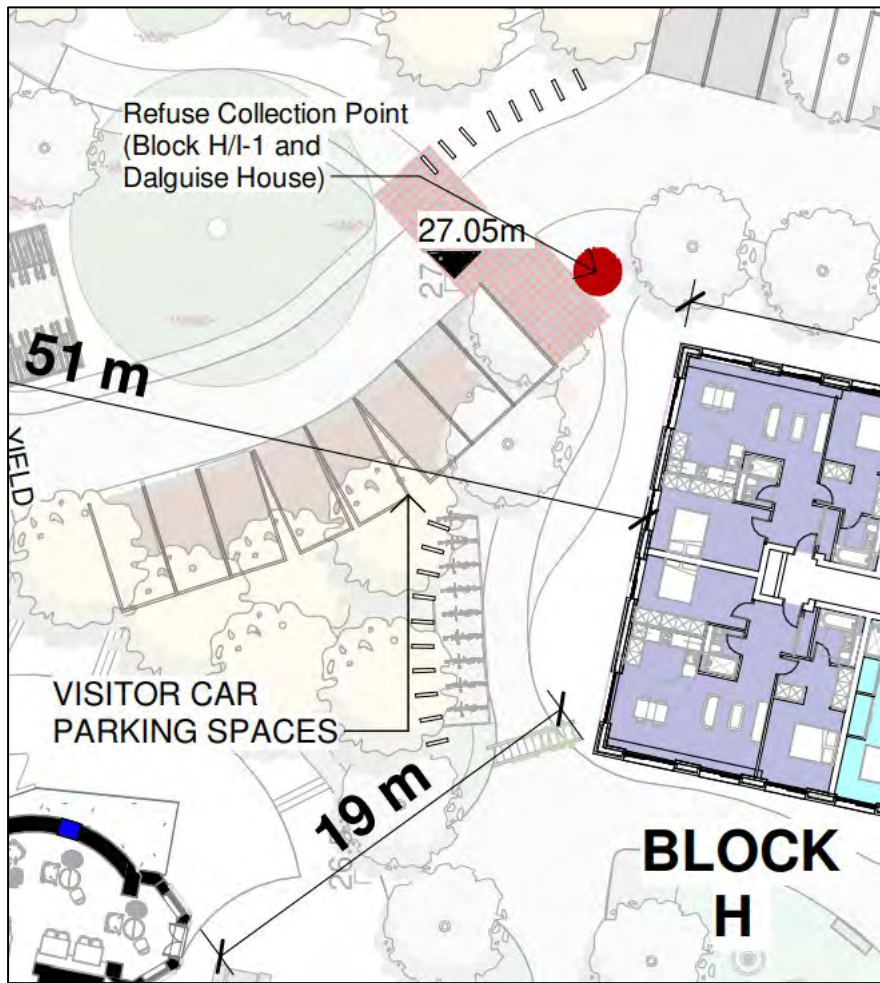 Refuse Collection Point
(Block H/I-1 and
Dalguise House)
27.05m
51 m
YIELD
VISITOR CAR
PARKING SPACES
19 m
BLOCK
H